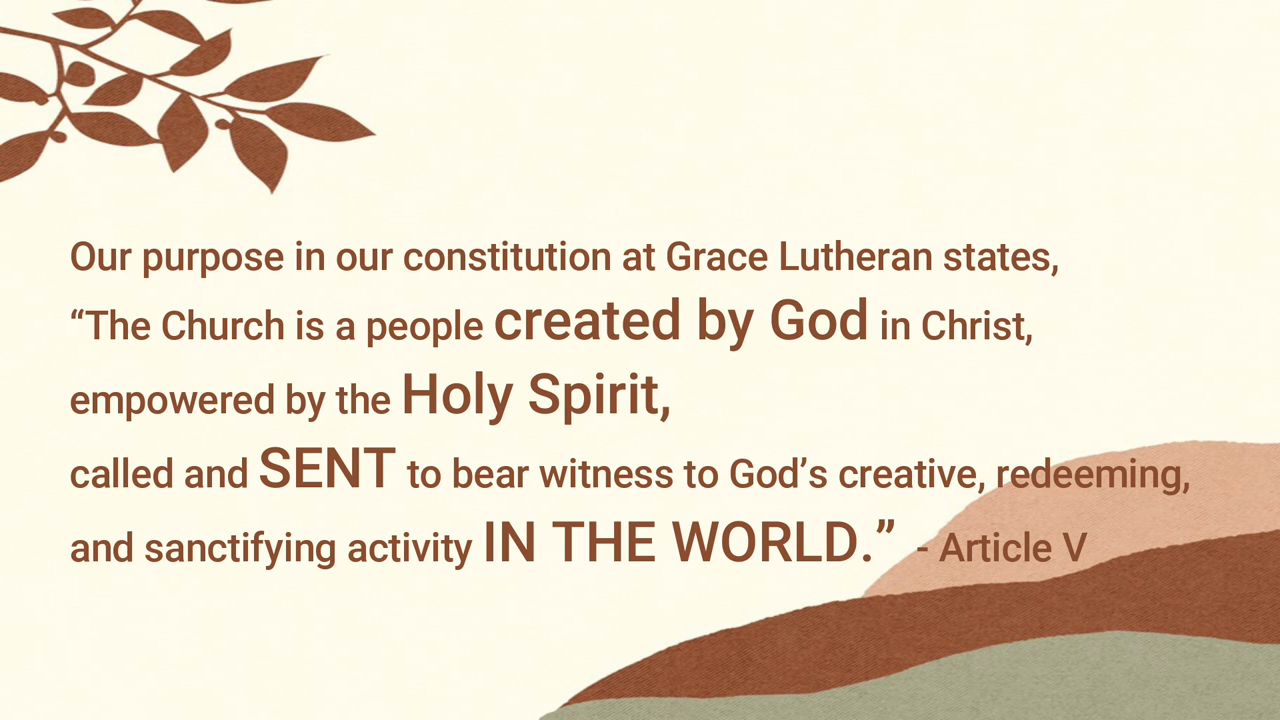 Our purpose in our constitution at Grace Lutheran states,
“The Church is a people created by God in Christ,
empowered by the Holy Spirit,
called and SENT to bear witness to God’s creative, redeeming,
and sanctifying activity IN THE WORLD.” - Article V